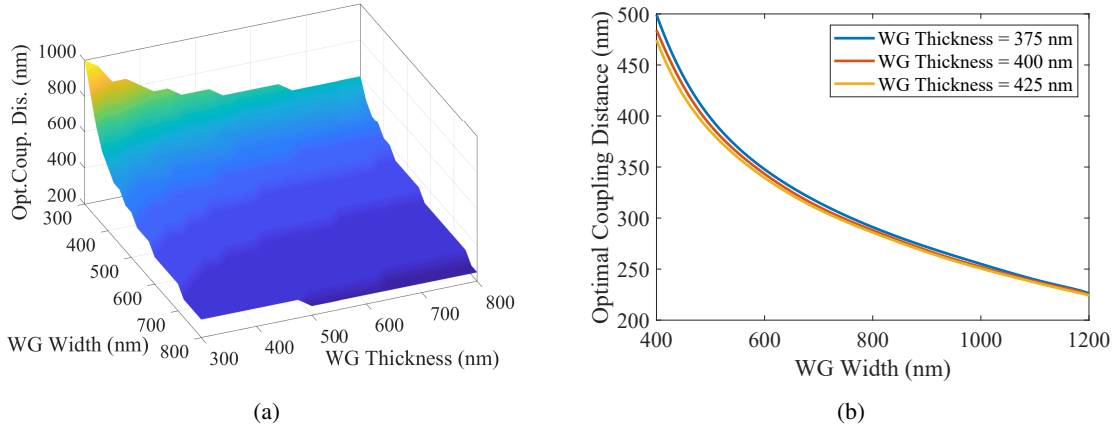 1000
800
600
400
200
Opt.Coup. Dis. (nm)
300
400
500
600
700
800
WG Width (nm)
300
400
500
600
700
800
WG Thickness (nm)
(a)
500
450
400
350
300
250
200
Optimal Coupling Distance (nm)
WG Thickness = 375 nm
WG Thickness = 400 nm
WG Thickness = 425 nm
400
600
800
1000
1200
WG Width (nm)
(b)